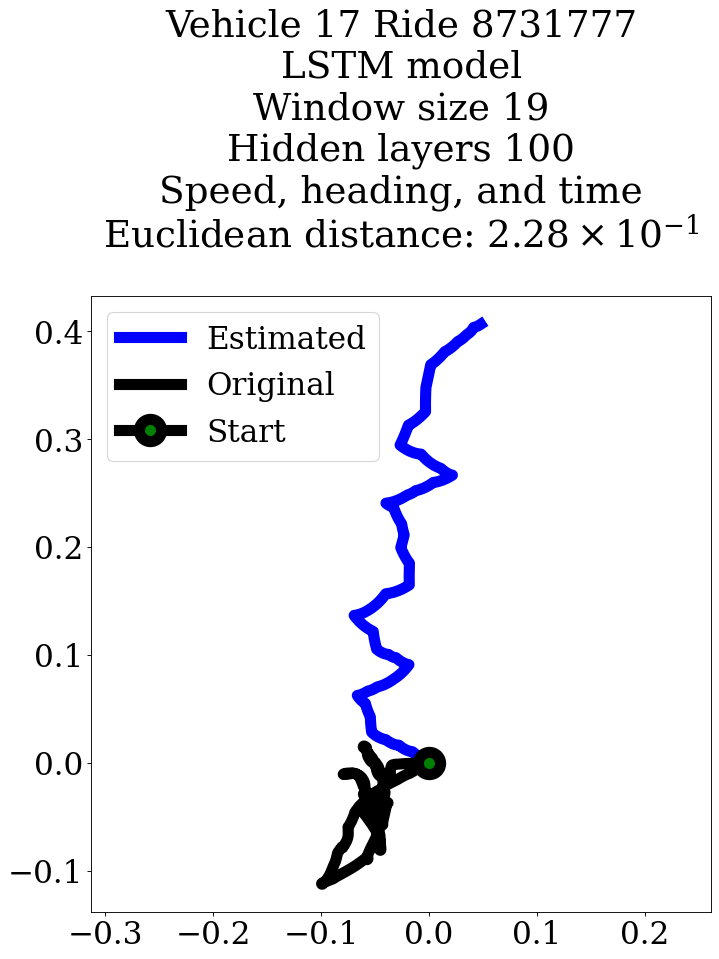 Vehicle 17 Ride 8731777
LSTM model
Window size 19
Hidden layers 100
Speed, heading, and time
Euclidean distance: 2.28 × 10⁻¹
Estimated
Original
Start
0.4
0.3
0.2
0.1
0.0
−0.1
−0.3 −0.2 −0.1 0.0 0.1 0.2